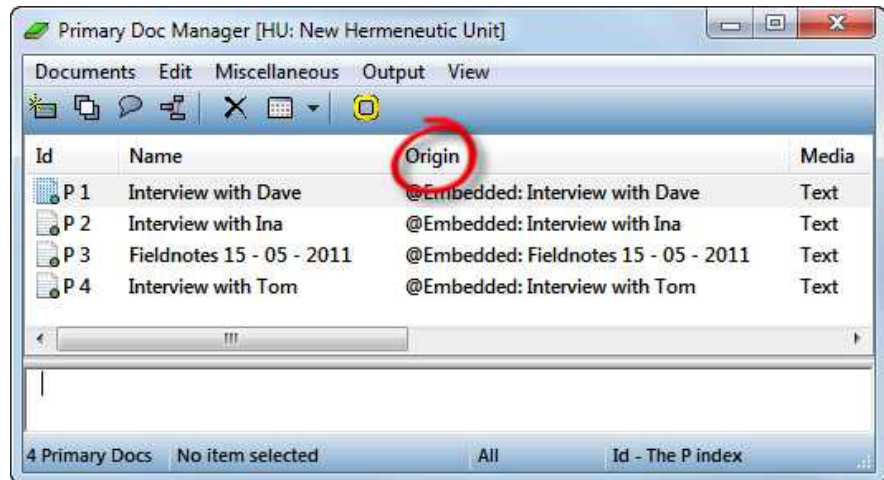 Primary Doc Manager [HU: New Hermeneutic Unit]
Documents Edit Miscellaneous Output View
Id Name Origin Media
P 1 Interview with Dave @Embedded: Interview with Dave Text
P 2 Interview with Ina @Embedded: Interview with Ina Text
P 3 Fieldnotes 15 - 05 - 2011 @Embedded: Fieldnotes 15 - 05 - 2011 Text
P 4 Interview with Tom @Embedded: Interview with Tom Text
4 Primary Docs No item selected All Id - The P index